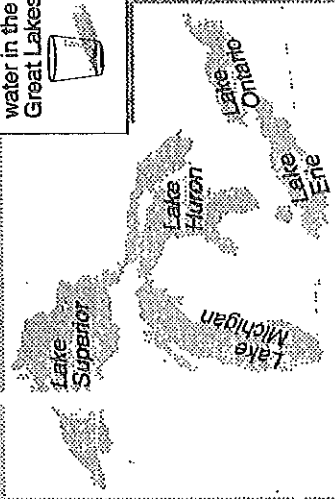 water in the
Great Lakes
Lake
Superior
Lake
Huron
Lake
Ontario
Lake
Michigan
Lake
Erie